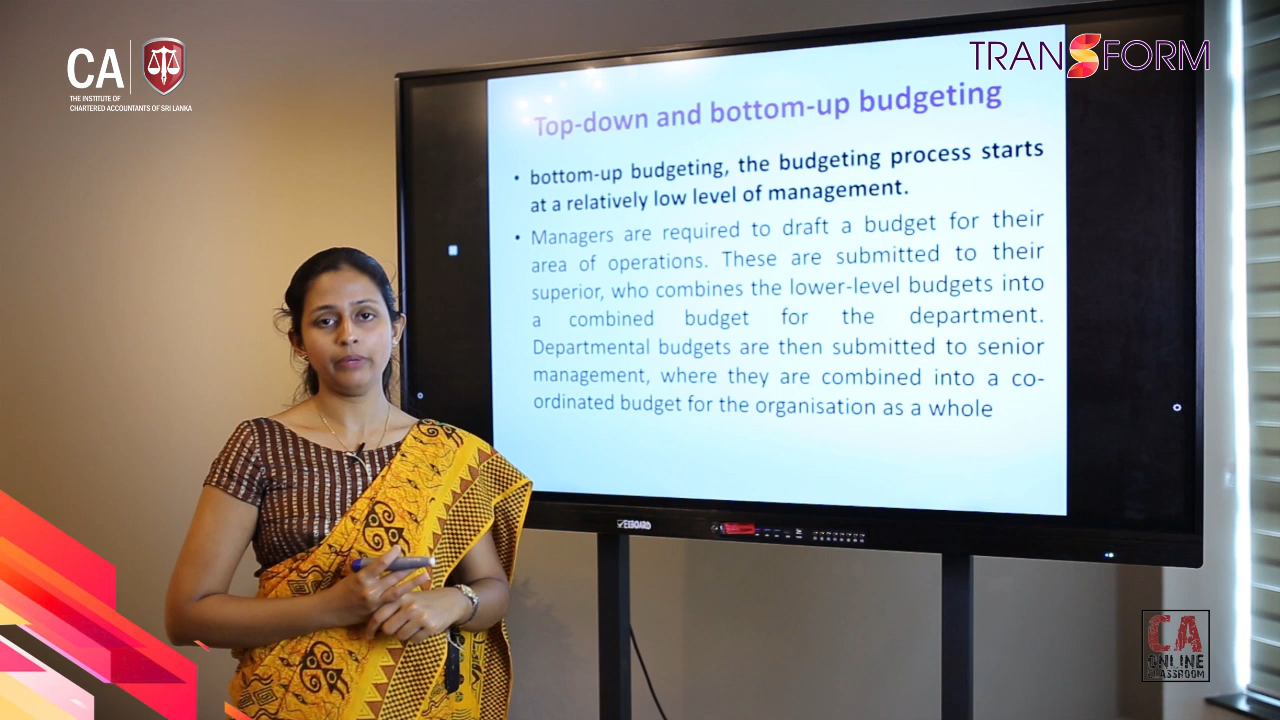 CA
THE INSTITUTE OF
CHARTERED ACCOUNTANTS OF SRI LANKA
TRANSFORM
Top-down and bottom-up budgeting
• bottom-up budgeting, the budgeting process starts
at a relatively low level of management.
• Managers are required to draft a budget for their
area of operations. These are submitted to their
superior, who combines the lower-level budgets into
a combined budget for the department.
Departmental budgets are then submitted to senior
management, where they are combined into a co-
ordinated budget for the organisation as a whole
EXBOARD
CA
ONLINE
CLASSROOM